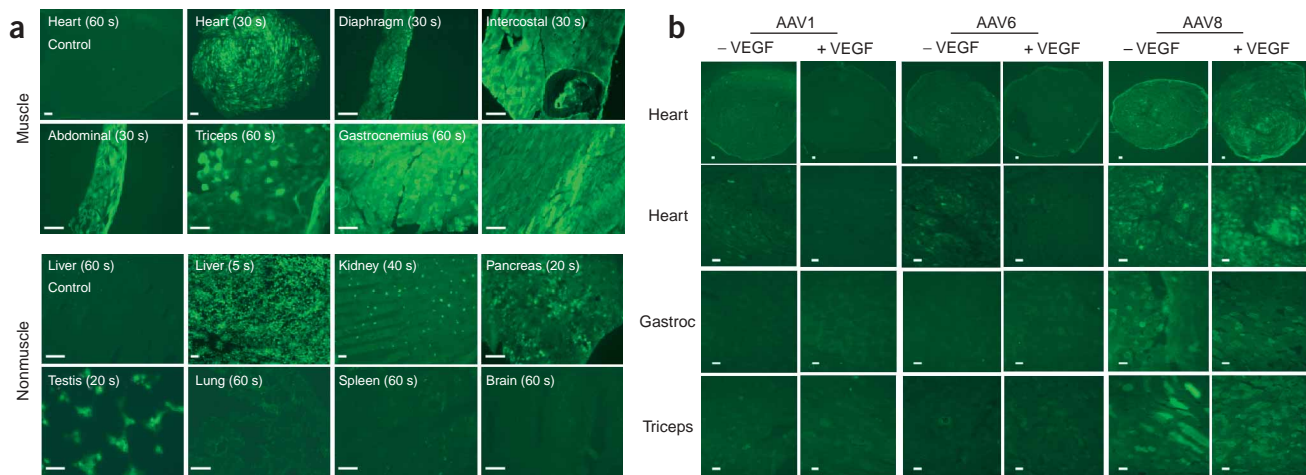 a
Muscle
Heart (60 s)
Control
Heart (30 s)
Diaphragm (30 s)
Intercostal (30 s)
Abdominal (30 s)
Triceps (60 s)
Gastrocnemius (60 s)
Nonmuscle
Liver (60 s)
Control
Liver (5 s)
Kidney (40 s)
Pancreas (20 s)
Testis (20 s)
Lung (60 s)
Spleen (60 s)
Brain (60 s)
b
AAV1
AAV6
AAV8
– VEGF
+ VEGF
– VEGF
+ VEGF
– VEGF
+ VEGF
Heart
Heart
Gastroc
Triceps